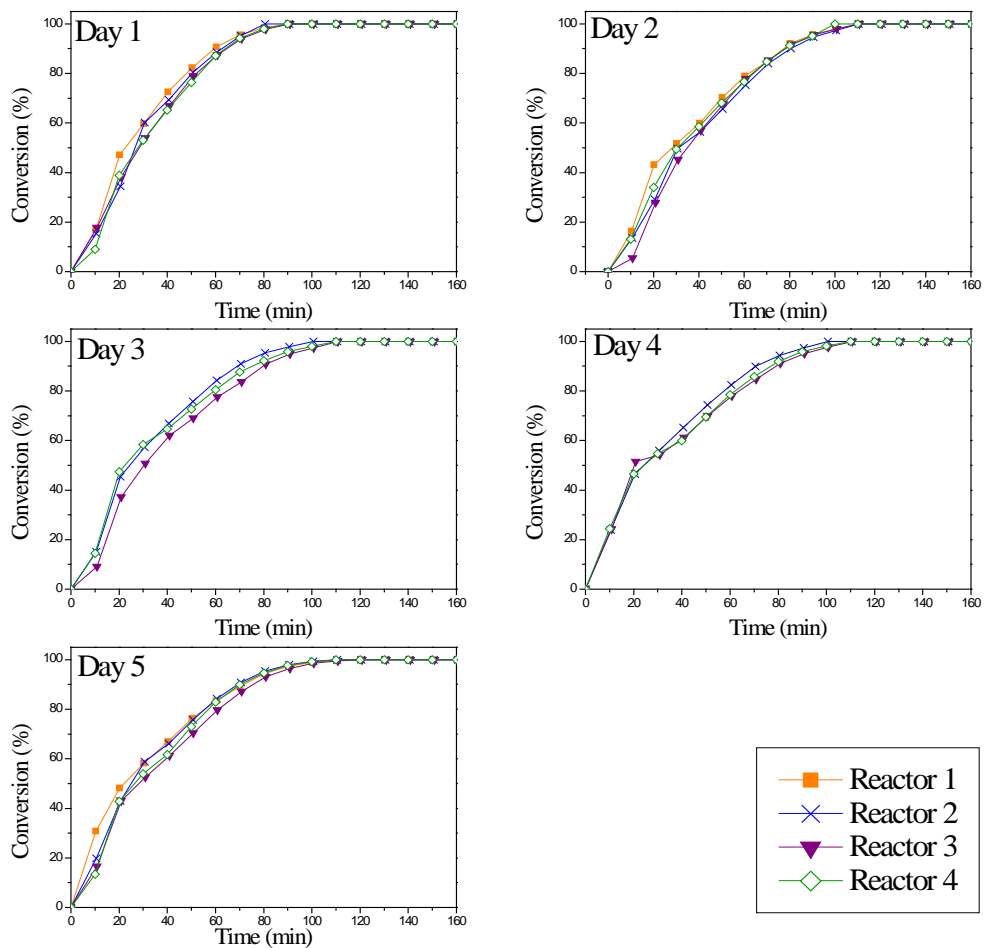 Day 1
100
80
60
40
20
0
Conversion (%)
0 20 40 60 80 100 120 140 160
Time (min)
Day 2
100
80
60
40
20
0
Conversion (%)
0 20 40 60 80 100 120 140 160
Time (min)
Day 3
100
80
60
40
20
0
Conversion (%)
0 20 40 60 80 100 120 140 160
Time (min)
Day 4
100
80
60
40
20
0
Conversion (%)
0 20 40 60 80 100 120 140 160
Time (min)
Day 5
100
80
60
40
20
0
Conversion (%)
0 20 40 60 80 100 120 140 160
Time (min)
Reactor 1
Reactor 2
Reactor 3
Reactor 4